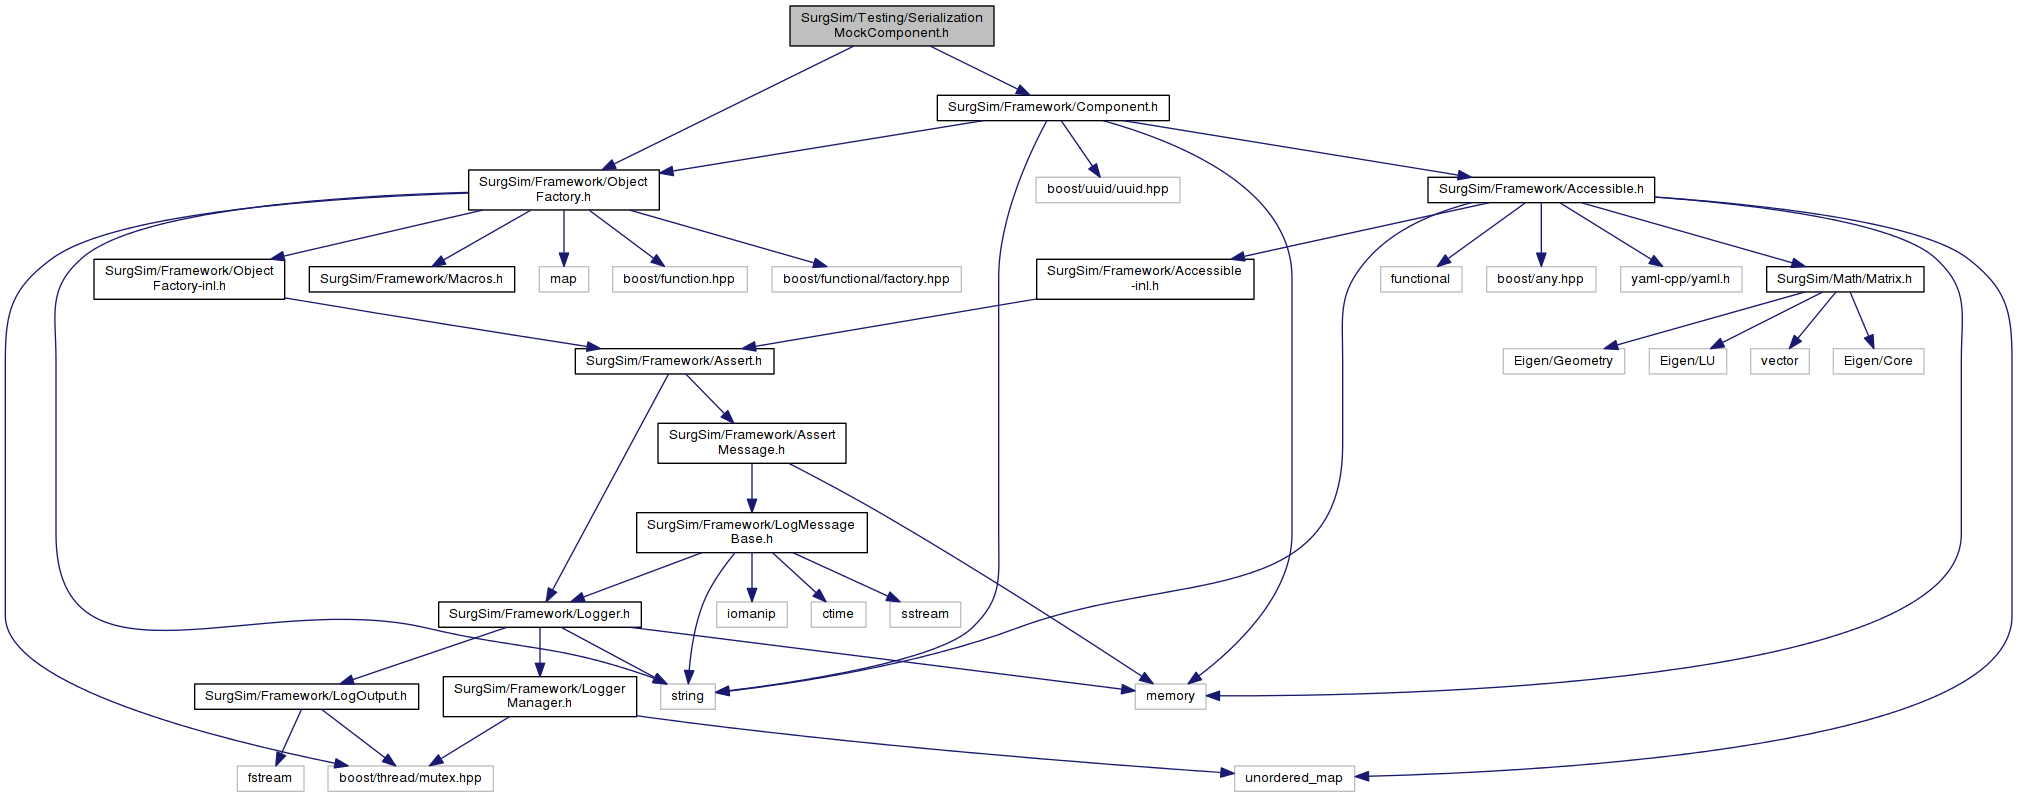 SurgSim/Testing/Serialization
MockComponent.h
SurgSim/Framework/Component.h
SurgSim/Framework/Object
Factory.h
boost/uuid/uuid.hpp
SurgSim/Framework/Accessible.h
SurgSim/Framework/Object
Factory-inl.h
SurgSim/Framework/Macros.h
map
boost/function.hpp
boost/functional/factory.hpp
SurgSim/Framework/Accessible
-inl.h
functional
boost/any.hpp
yaml-cpp/yaml.h
SurgSim/Math/Matrix.h
SurgSim/Framework/Assert.h
Eigen/Geometry
Eigen/LU
vector
Eigen/Core
SurgSim/Framework/Assert
Message.h
SurgSim/Framework/LogMessage
Base.h
SurgSim/Framework/Logger.h
iomanip
ctime
sstream
SurgSim/Framework/LogOutput.h
SurgSim/Framework/Logger
Manager.h
string
memory
fstream
boost/thread/mutex.hpp
unordered_map